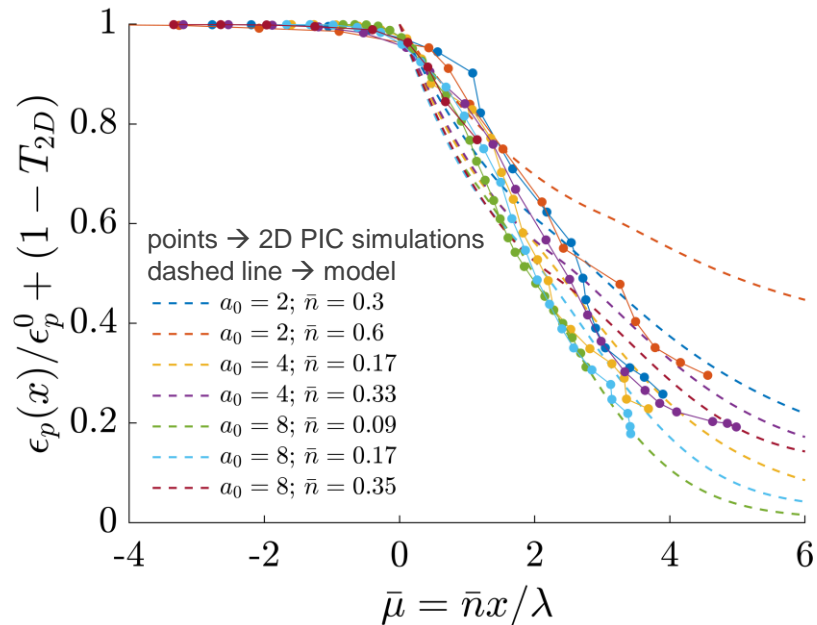 1
0.8
0.6
0.4
0.2
0
ϵ_p(x)/ϵ_p^0 + (1 − T_{2D})
points → 2D PIC simulations
dashed line → model
a_0 = 2; n̄ = 0.3
a_0 = 2; n̄ = 0.6
a_0 = 4; n̄ = 0.17
a_0 = 4; n̄ = 0.33
a_0 = 8; n̄ = 0.09
a_0 = 8; n̄ = 0.17
a_0 = 8; n̄ = 0.35
-4 -2 0 2 4 6
μ̄ = n̄x/λ